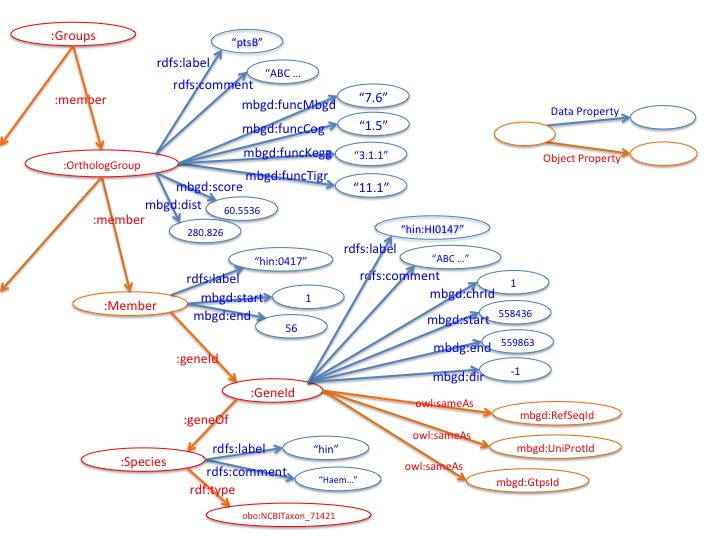 :Groups
"ptsB"
rdfs:label
"ABC ...
rdfs:comment
:member
mbgd:funcMbgd
"7.6"
Data Property
mbgd:funcCog
"1.5"
mbgd:funcKegg
"3.1.1"
Object Property
:OrthologGroup
mbgd:funcTigr
"11.1"
mbgd:score
mbgd:dist
60.5536
:member
280.826
"hin:HI0147"
rdfs:label
"hin:0417"
"ABC ..."
rdfs:label
rdfs:comment
mbgd:chrId
1
:Member
mbgd:start
1
mbgd:start
558436
mbgd:end
56
mbdg:end
559863
:geneId
mbgd:dir
-1
:GeneId
owl:sameAs
mbgd:RefSeqId
:geneOf
owl:sameAs
mbgd:UniProtId
rdfs:label
"hin"
:Species
owl:sameAs
mbgd:GtpsId
rdfs:comment
"Haem..."
rdf:type
obo:NCBITaxon_71421